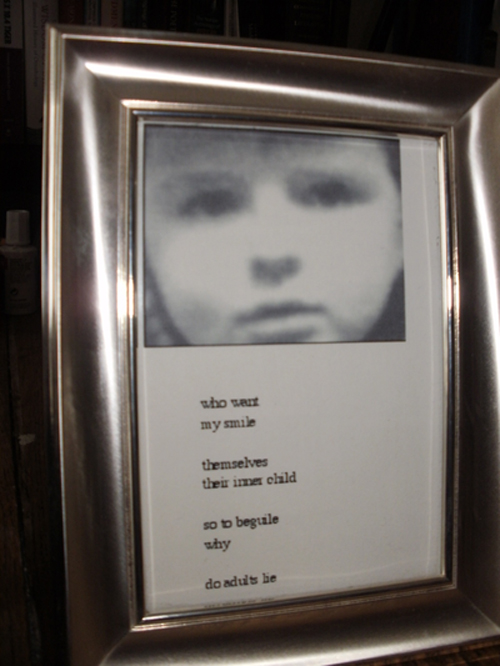 who want
my smile
themselves
their inner child
so to beguile
why
do adults lie